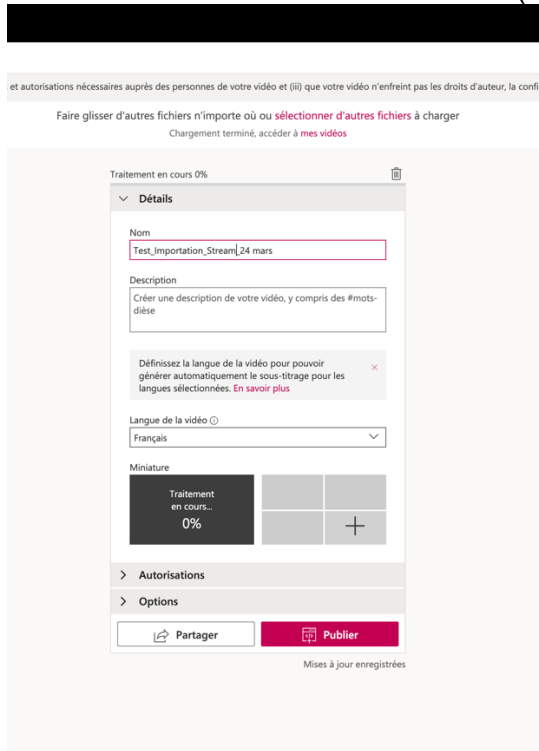 et autorisations nécessaires auprès des personnes de votre vidéo et (iii) que votre vidéo n'enfreint pas les droits d'auteur, la confi
Faire glisser d'autres fichiers n'importe où ou sélectionner d'autres fichiers à charger
Chargement terminé, accéder à mes vidéos
Traitement en cours 0%
Détails
Nom
Test_Importation_Stream_24 mars
Description
Créer une description de votre vidéo, y compris des #mots-
dièse
Définissez la langue de la vidéo pour pouvoir
générer automatiquement le sous-titrage pour les
langues sélectionnées. En savoir plus
Langue de la vidéo
Français
Miniature
Traitement
en cours...
0%
Autorisations
Options
Partager
Publier
Mises à jour enregistrées